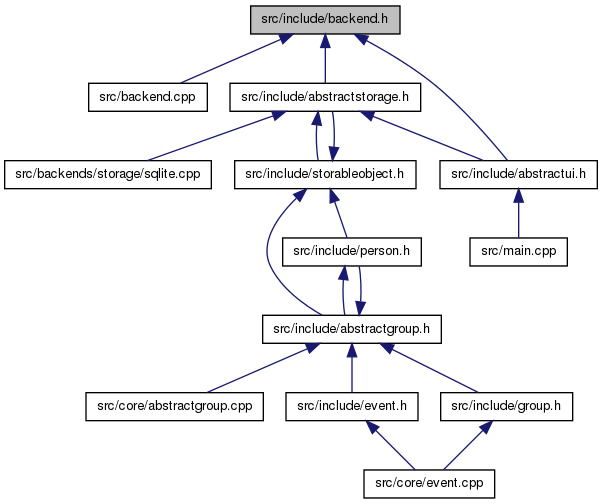 src/include/backend.h
src/backend.cpp
src/include/abstractstorage.h
src/backends/storage/sqlite.cpp
src/include/storableobject.h
src/include/abstractui.h
src/include/person.h
src/main.cpp
src/include/abstractgroup.h
src/core/abstractgroup.cpp
src/include/event.h
src/include/group.h
src/core/event.cpp